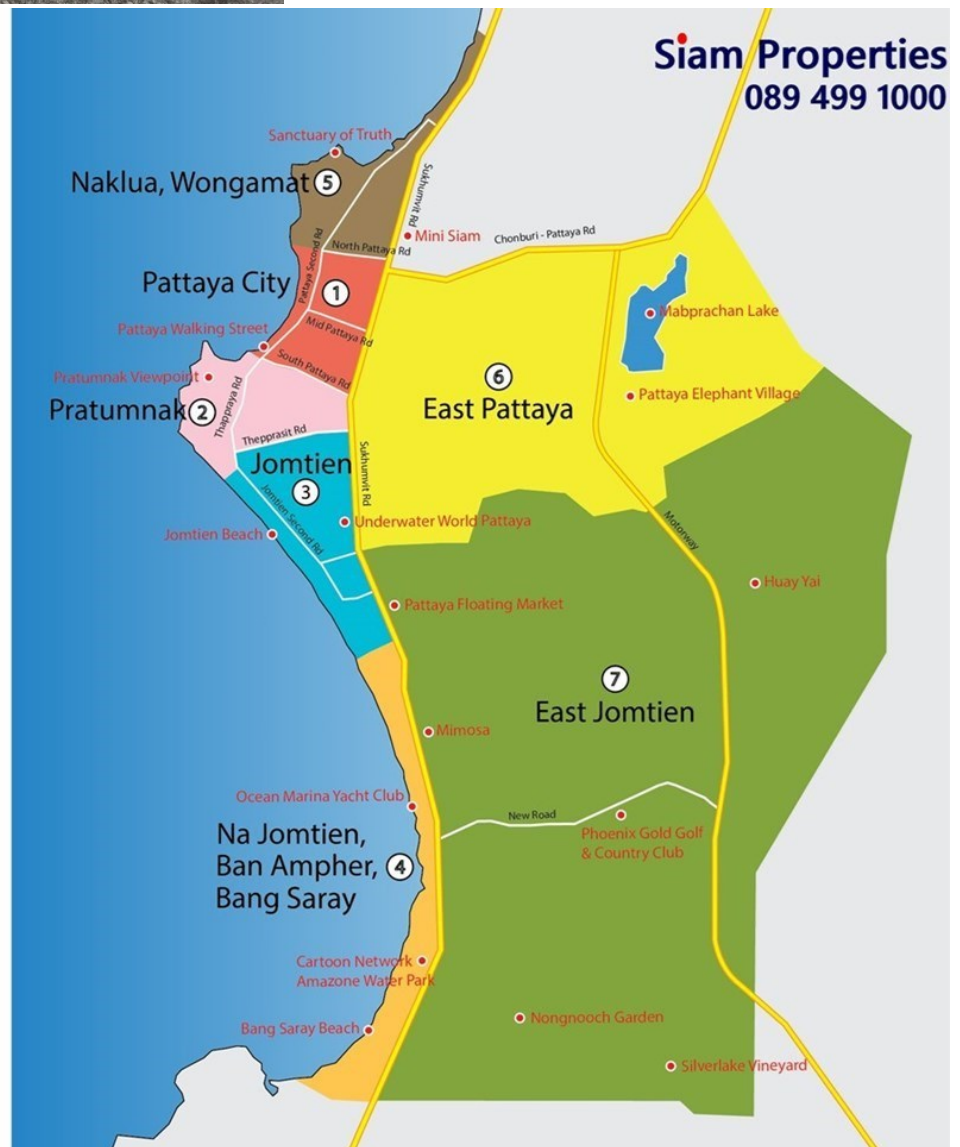 Siam Properties
089 499 1000
Sanctuary of Truth
Naklua, Wongamat 5
Sukhumvit Rd
Mini Siam
Chonburi - Pattaya Rd
North Pattaya Rd
Pattaya Second Rd
Pattaya City
1
Mabprachan Lake
Mid Pattaya Rd
Pattaya Walking Street
South Pattaya Rd
Pratumnak Viewpoint
6
East Pattaya
Pattaya Elephant Village
Pratumnak 2
Thappraya Rd
Thepprasit Rd
Jomtien
3
Sukhumvit Rd
Jomtien Second Rd
Underwater World Pattaya
Jomtien Beach
Motorway
Huay Yai
Pattaya Floating Market
7
East Jomtien
Mimosa
Ocean Marina Yacht Club
New Road
Phoenix Gold Golf
& Country Club
Na Jomtien,
Ban Ampher, 4
Bang Saray
Cartoon Network
Amazone Water Park
Nongnooch Garden
Bang Saray Beach
Silverlake Vineyard